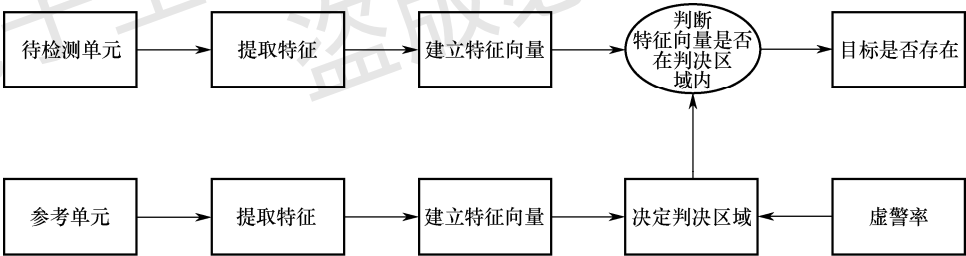 待检测单元
提取特征
建立特征向量
判断
特征向量是否
在判决区
域内
目标是否存在
参考单元
提取特征
建立特征向量
决定判决区域
虚警率